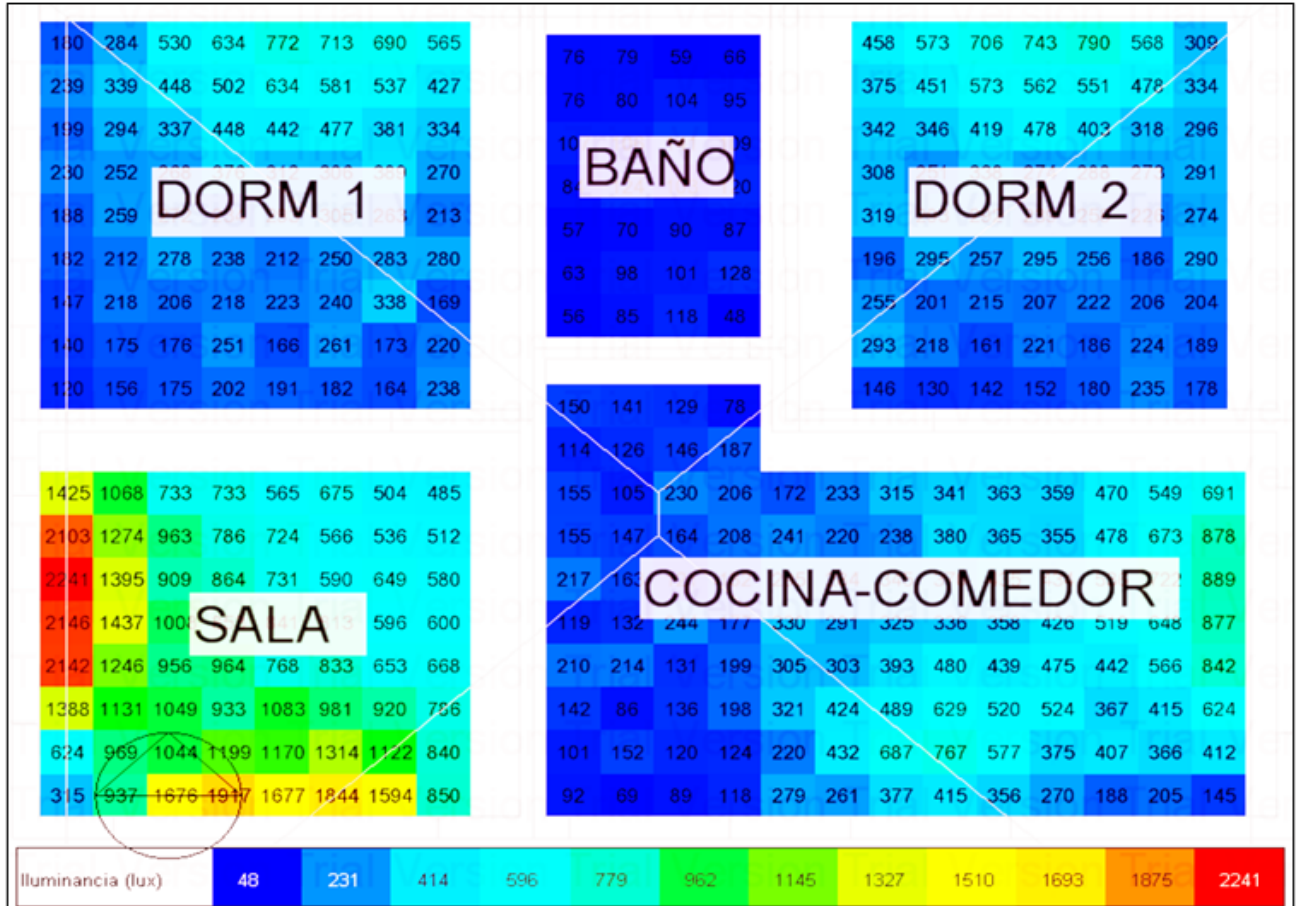 180 284 530 634 772 713 690 565
239 339 448 502 634 581 537 427
199 294 337 448 442 477 381 334
230 252 376 312 306 389 270
188 259 305 263 213
182 212 278 238 212 250 283 280
147 218 206 218 223 240 338 169
140 175 176 251 166 261 173 220
120 156 175 202 191 182 164 238
DORM 1
76 79 59 66
76 80 104 95
57 70 90 87
63 98 101 128
56 85 118 48
BAÑO
458 573 706 743 790 568 309
375 451 573 562 551 478 334
342 346 419 478 403 318 296
308 338 274 273 291
319 226 274
196 295 257 295 256 186 290
255 201 215 207 222 206 204
293 218 161 221 186 224 189
146 130 142 152 180 235 178
DORM 2
1425 1068 733 733 565 675 504 485
2103 1274 963 786 724 566 536 512
2241 1395 909 864 731 590 649 580
2146 1437 596 600
2142 1246 956 964 768 833 653 668
1388 1131 1049 933 1083 981 920 786
624 969 1044 1199 1170 1314 1122 840
315 937 1676 1917 1677 1844 1594 850
SALA
150 141 129 78
114 126 146 187
155 105 230 206 172 233 315 341 363 359 470 549 691
155 147 164 208 241 220 238 380 365 355 478 673 878
217 889
119 132 244 177 330 291 325 336 358 426 519 648 877
210 214 131 199 305 303 393 480 439 475 442 566 842
142 86 136 198 321 424 489 629 520 524 367 415 624
101 152 120 124 220 432 687 767 577 375 407 366 412
92 69 89 118 279 261 377 415 356 270 188 205 145
COCINA-COMEDOR
Iluminancia (lux) 48 231 414 596 779 962 1145 1327 1510 1693 1875 2241